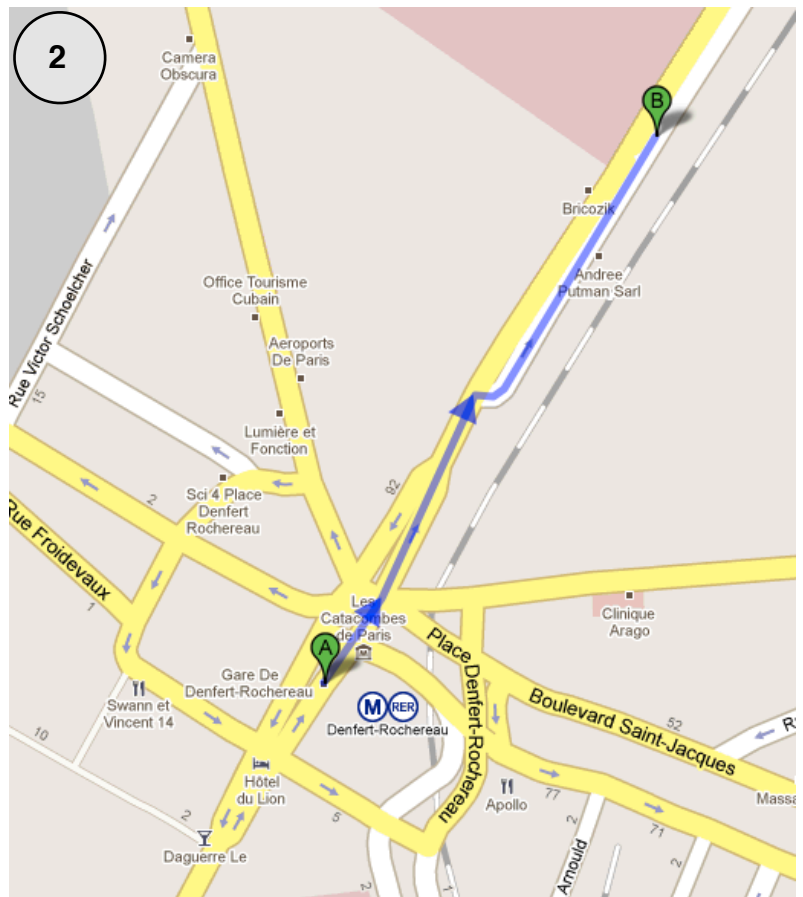 2
Camera
Obscura
B
Bricozik
Andree
Putman Sarl
Rue Victor Schoelcher
Office Tourisme
Cubain
Aeroports
De Paris
15
Lumière et
Fonction
92
Sci 4 Place
Denfert
Rochereau
2
Rue Froidevaux
1
Les
Catacombes
de Paris
A
Clinique
Arago
Place Denfert-Rochereau
Gare De
Denfert-Rochereau
M RER
Denfert-Rochereau
Swann et
Vincent 14
Boulevard Saint-Jacques
52
10
Hôtel
du Lion
Apollo
77
Massa
2
5
2
71
Daguerre Le
Arnould
2
2
1